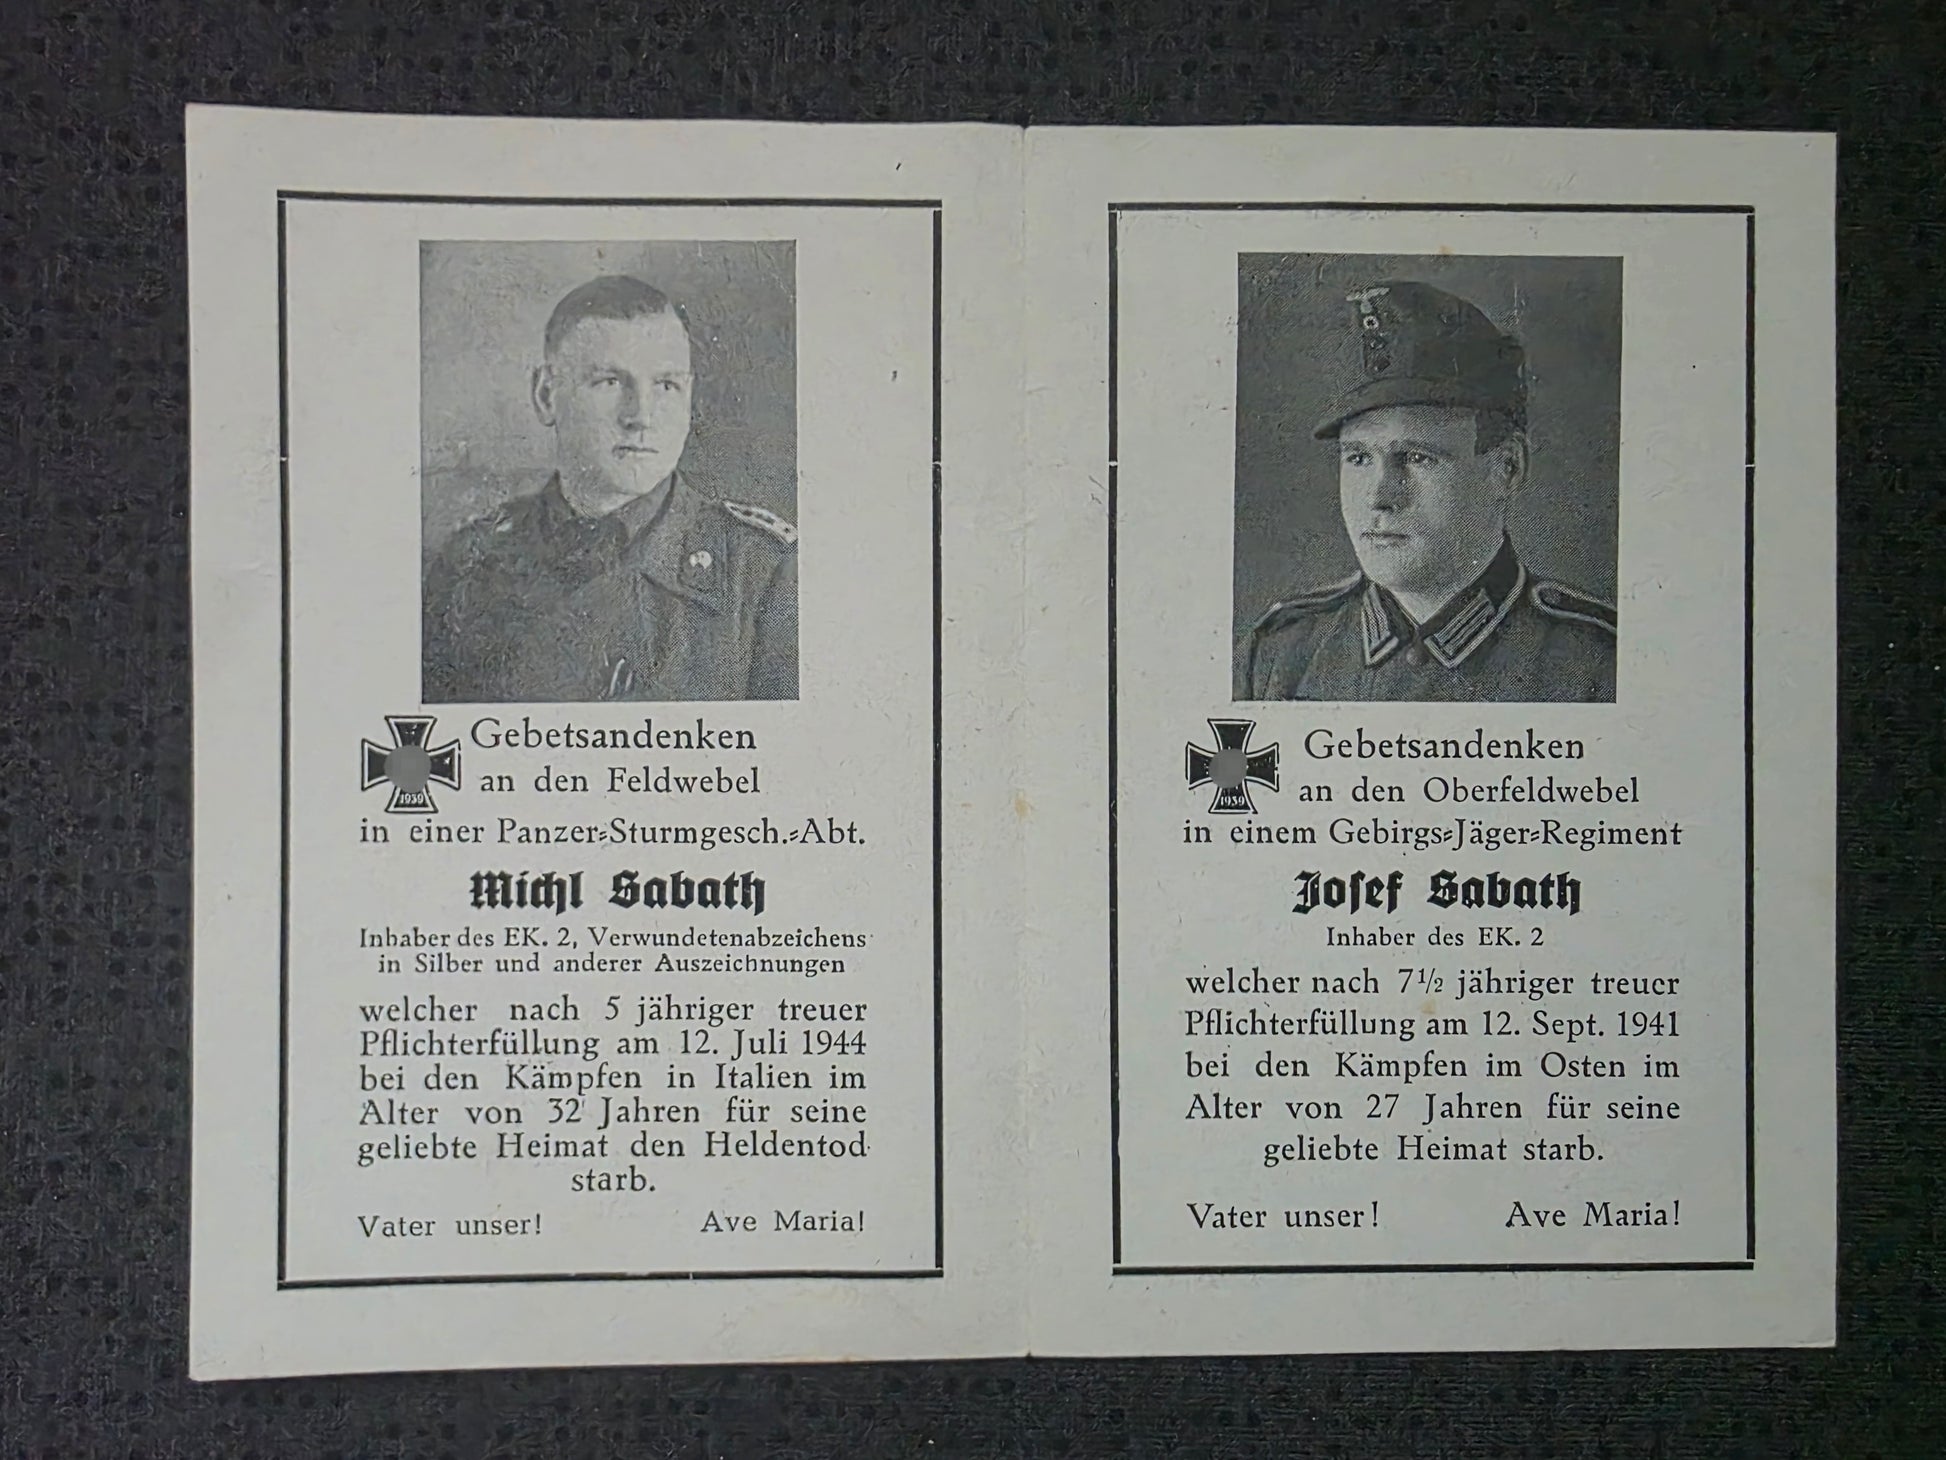 1939
Gebetsandenken
an den Feldwebel
in einer Panzer=Sturmgesch.=Abt.
Michl Sabath
Inhaber des EK. 2, Verwundetenabzeichens
in Silber und anderer Auszeichnungen
welcher nach 5 jähriger treuer
Pflichterfüllung am 12. Juli 1944
bei den Kämpfen in Italien im
Alter von 32 Jahren für seine
geliebte Heimat den Heldentod
starb.
Vater unser! Ave Maria!
1939
Gebetsandenken
an den Oberfeldwebel
in einem Gebirgs=Jäger=Regiment
Josef Sabath
Inhaber des EK. 2
welcher nach 7½ jähriger treuer
Pflichterfüllung am 12. Sept. 1941
bei den Kämpfen im Osten im
Alter von 27 Jahren für seine
geliebte Heimat starb.
Vater unser! Ave Maria!